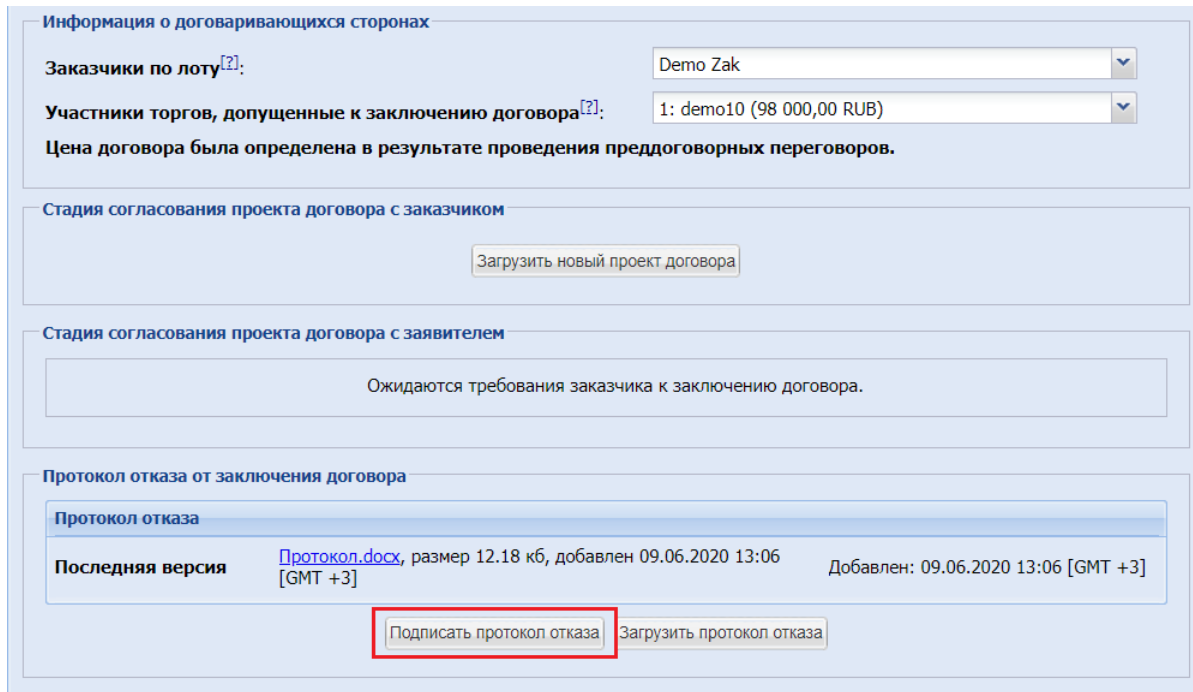 Информация о договаривающихся сторонах
Заказчики по лоту[?]: Demo Zak
Участники торгов, допущенные к заключению договора[?]: 1: demo10 (98 000,00 RUB)
Цена договора была определена в результате проведения преддоговорных переговоров.
Стадия согласования проекта договора с заказчиком
Загрузить новый проект договора
Стадия согласования проекта договора с заявителем
Ожидаются требования заказчика к заключению договора.
Протокол отказа от заключения договора
Протокол отказа
Последняя версия
Протокол.docx, размер 12.18 кб, добавлен 09.06.2020 13:06
[GMT +3]
Добавлен: 09.06.2020 13:06 [GMT +3]
Подписать протокол отказа Загрузить протокол отказа